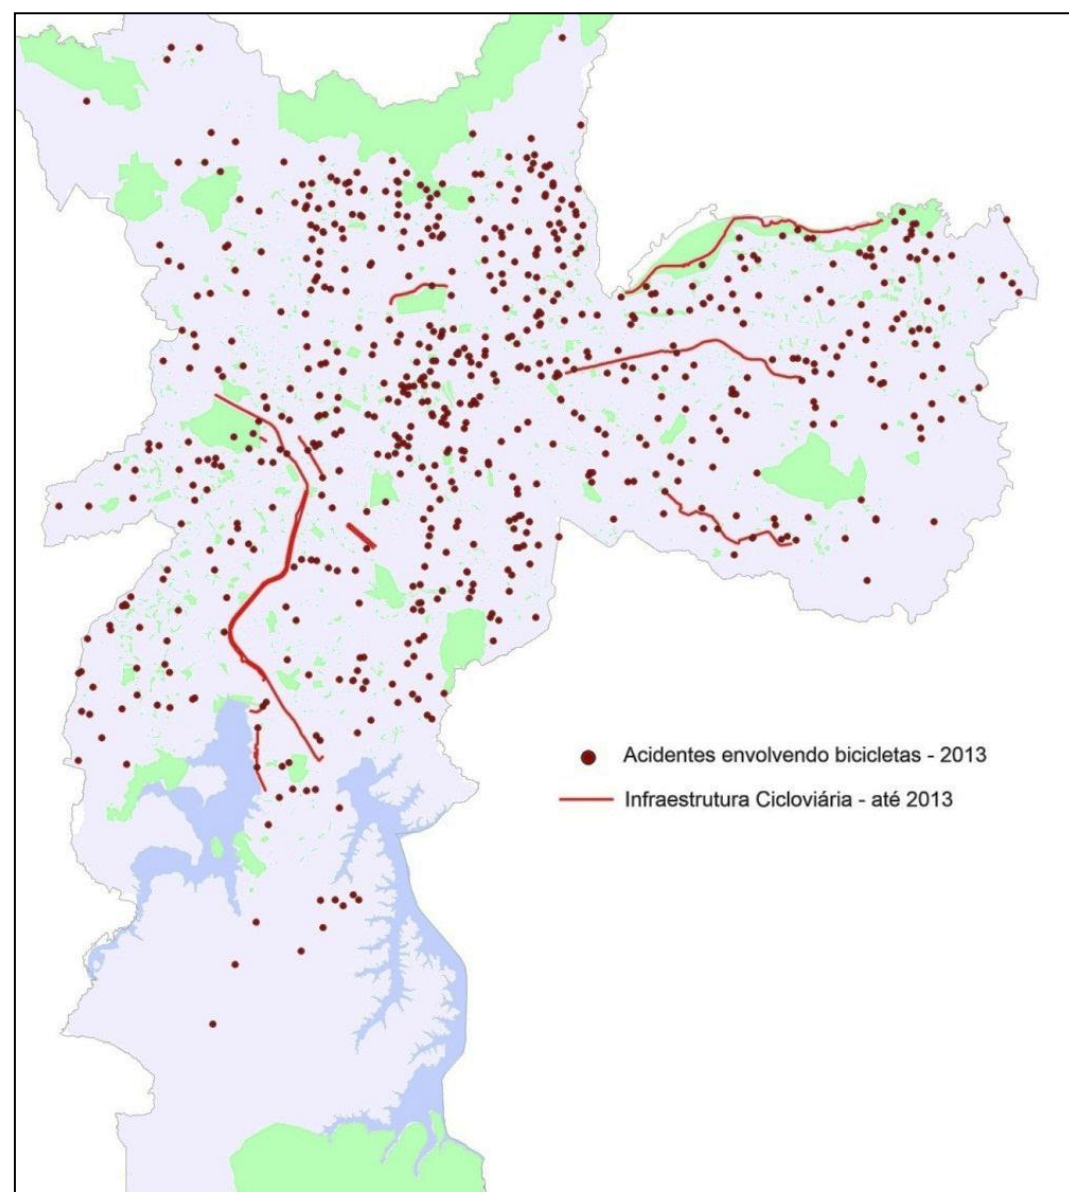 Acidentes envolvendo bicicletas - 2013
Infraestrutura Cicloviária - até 2013